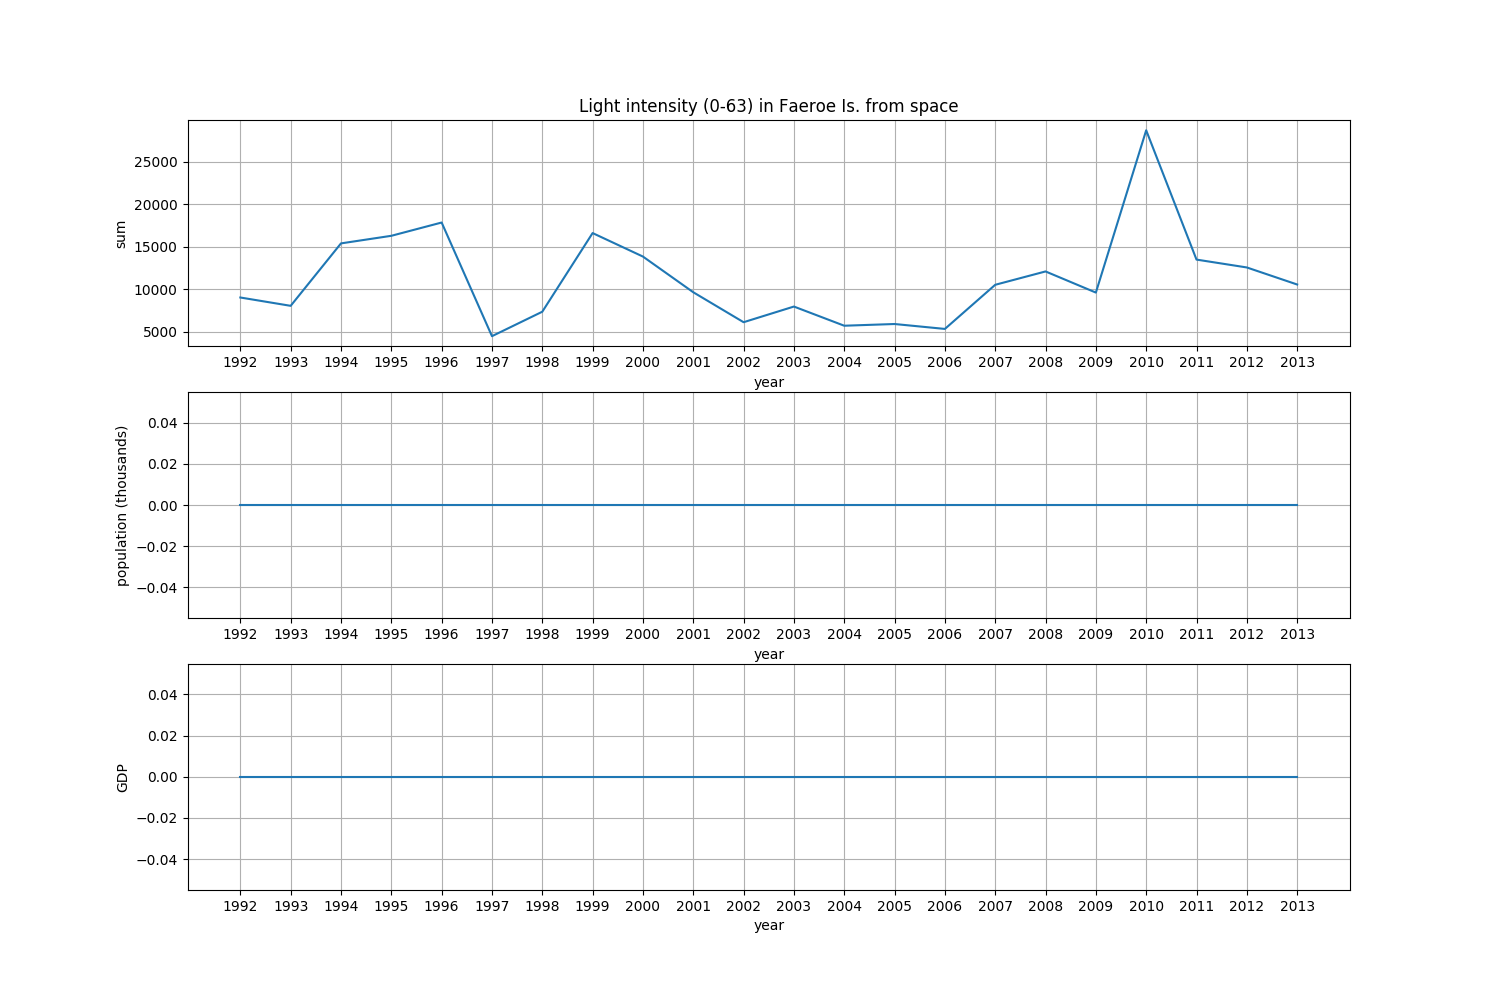 Light intensity (0-63) in Faeroe Is. from space
25000
20000
15000
10000
5000
sum
1992 1993 1994 1995 1996 1997 1998 1999 2000 2001 2002 2003 2004 2005 2006 2007 2008 2009 2010 2011 2012 2013
year
0.04
0.02
0.00
−0.02
−0.04
population (thousands)
1992 1993 1994 1995 1996 1997 1998 1999 2000 2001 2002 2003 2004 2005 2006 2007 2008 2009 2010 2011 2012 2013
year
0.04
0.02
0.00
−0.02
−0.04
GDP
1992 1993 1994 1995 1996 1997 1998 1999 2000 2001 2002 2003 2004 2005 2006 2007 2008 2009 2010 2011 2012 2013
year